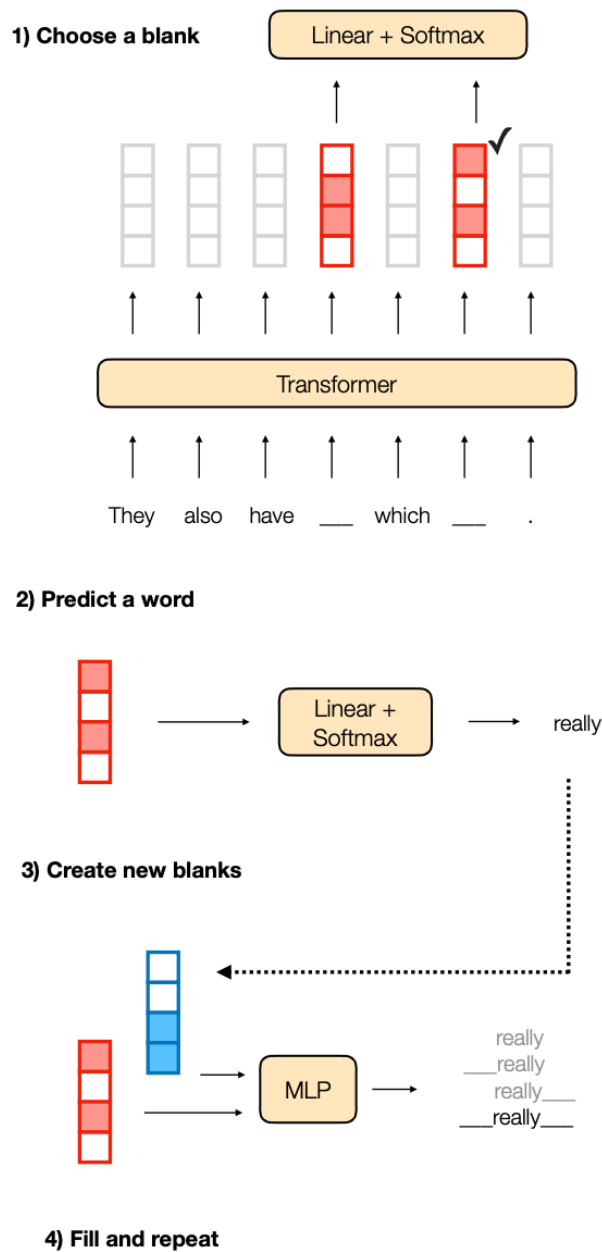 1) Choose a blank
Linear + Softmax
Transformer
They also have ___ which ___ .
2) Predict a word
Linear +
Softmax
really
3) Create new blanks
really
___really
really___
MLP
___really___
4) Fill and repeat